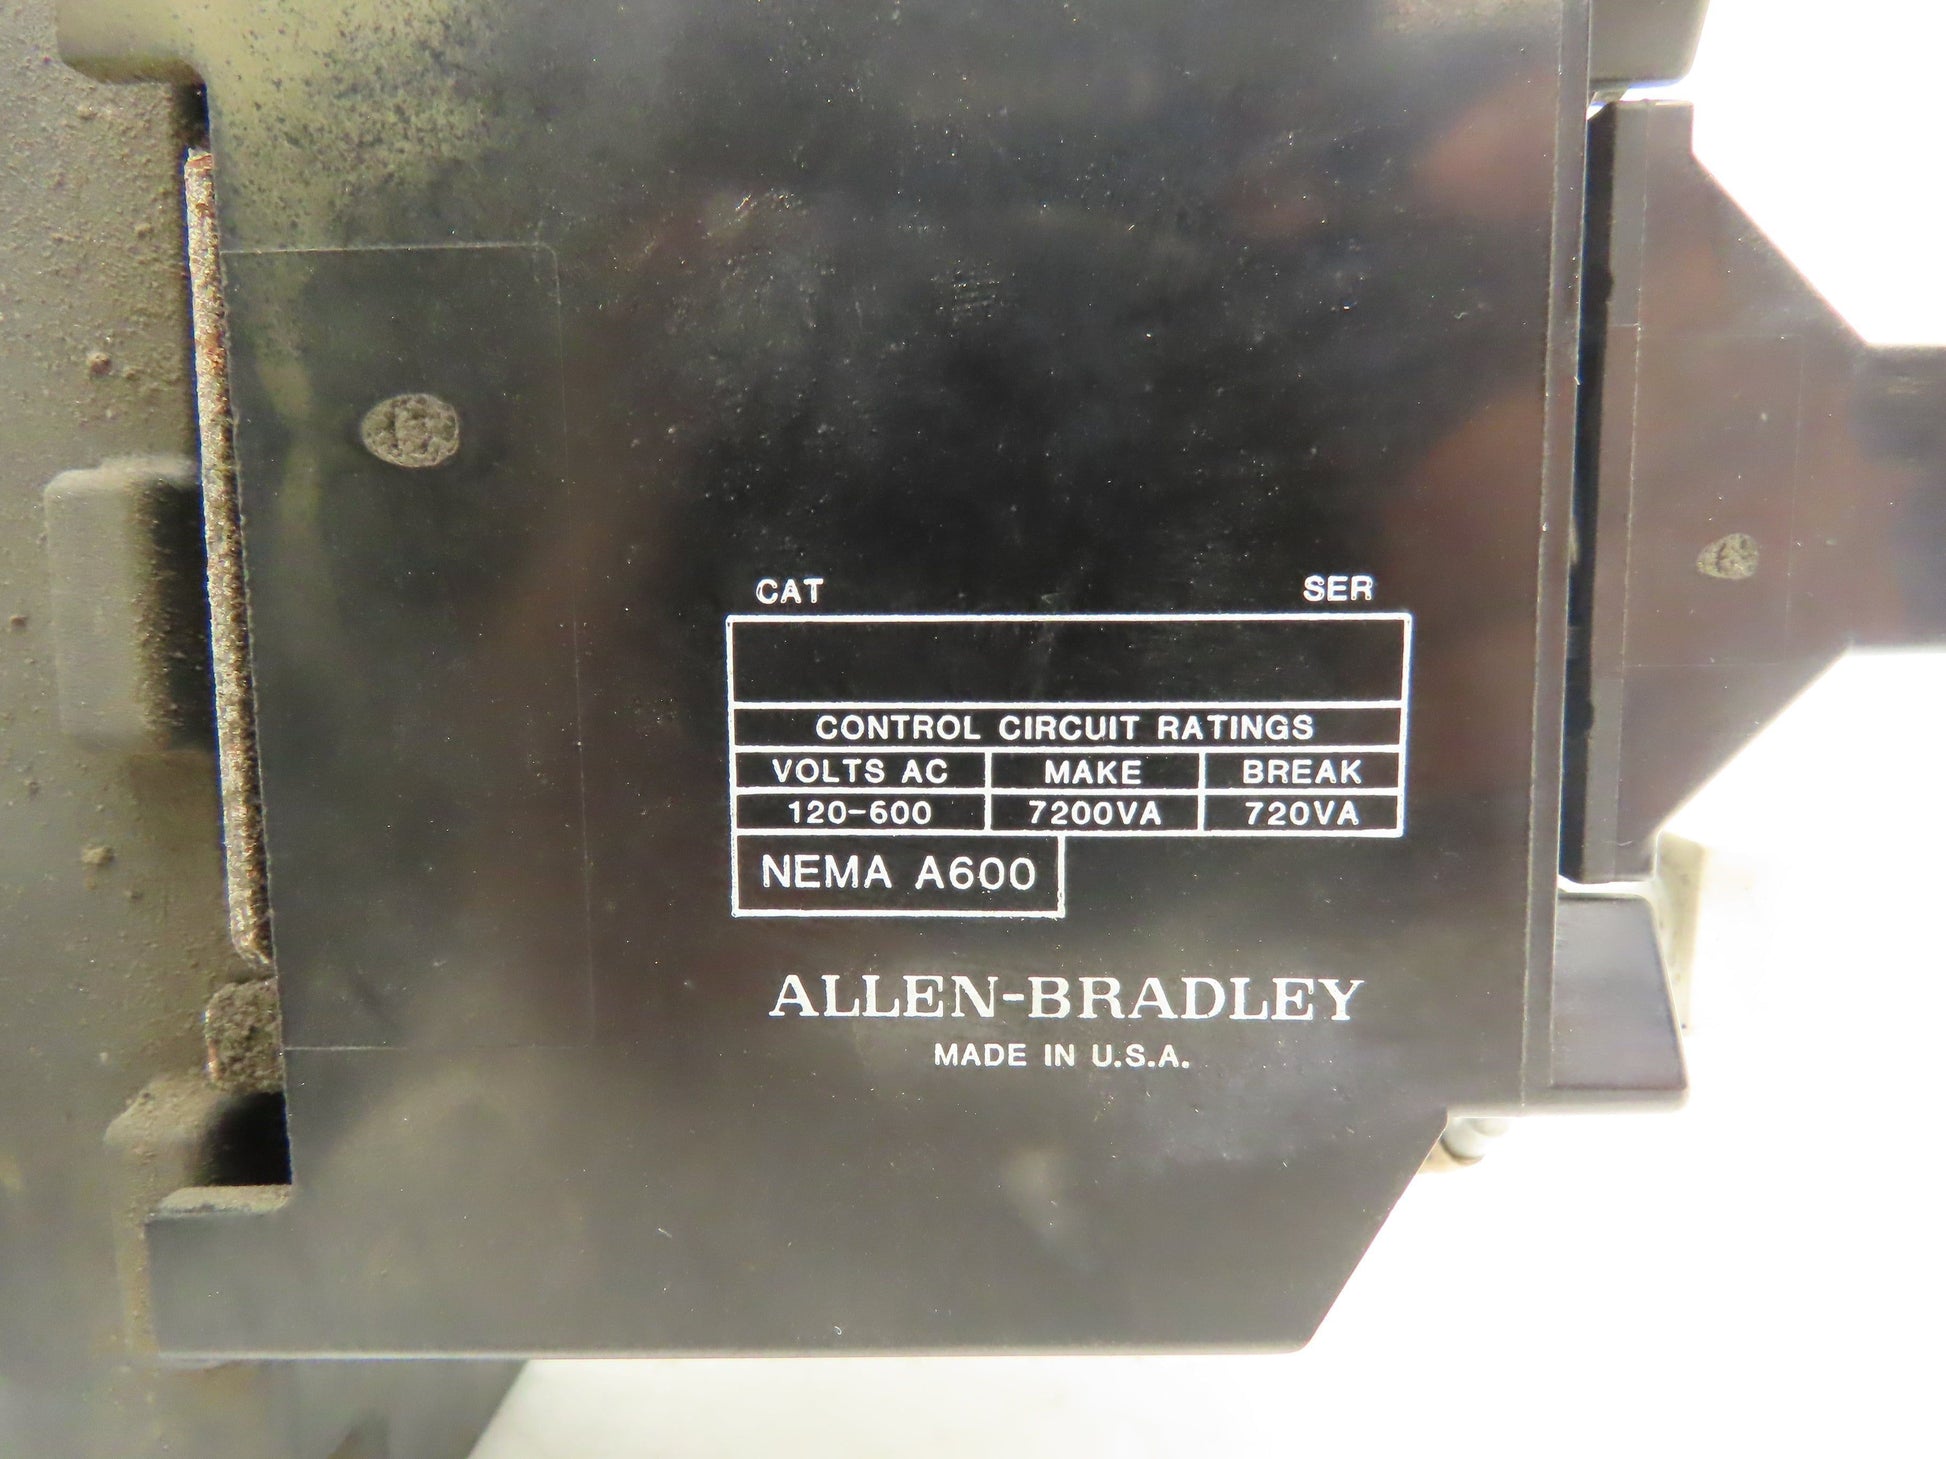 CAT SER
CONTROL CIRCUIT RATINGS
VOLTS AC MAKE BREAK
120-600 7200VA 720VA
NEMA A600
ALLEN-BRADLEY
MADE IN U.S.A.